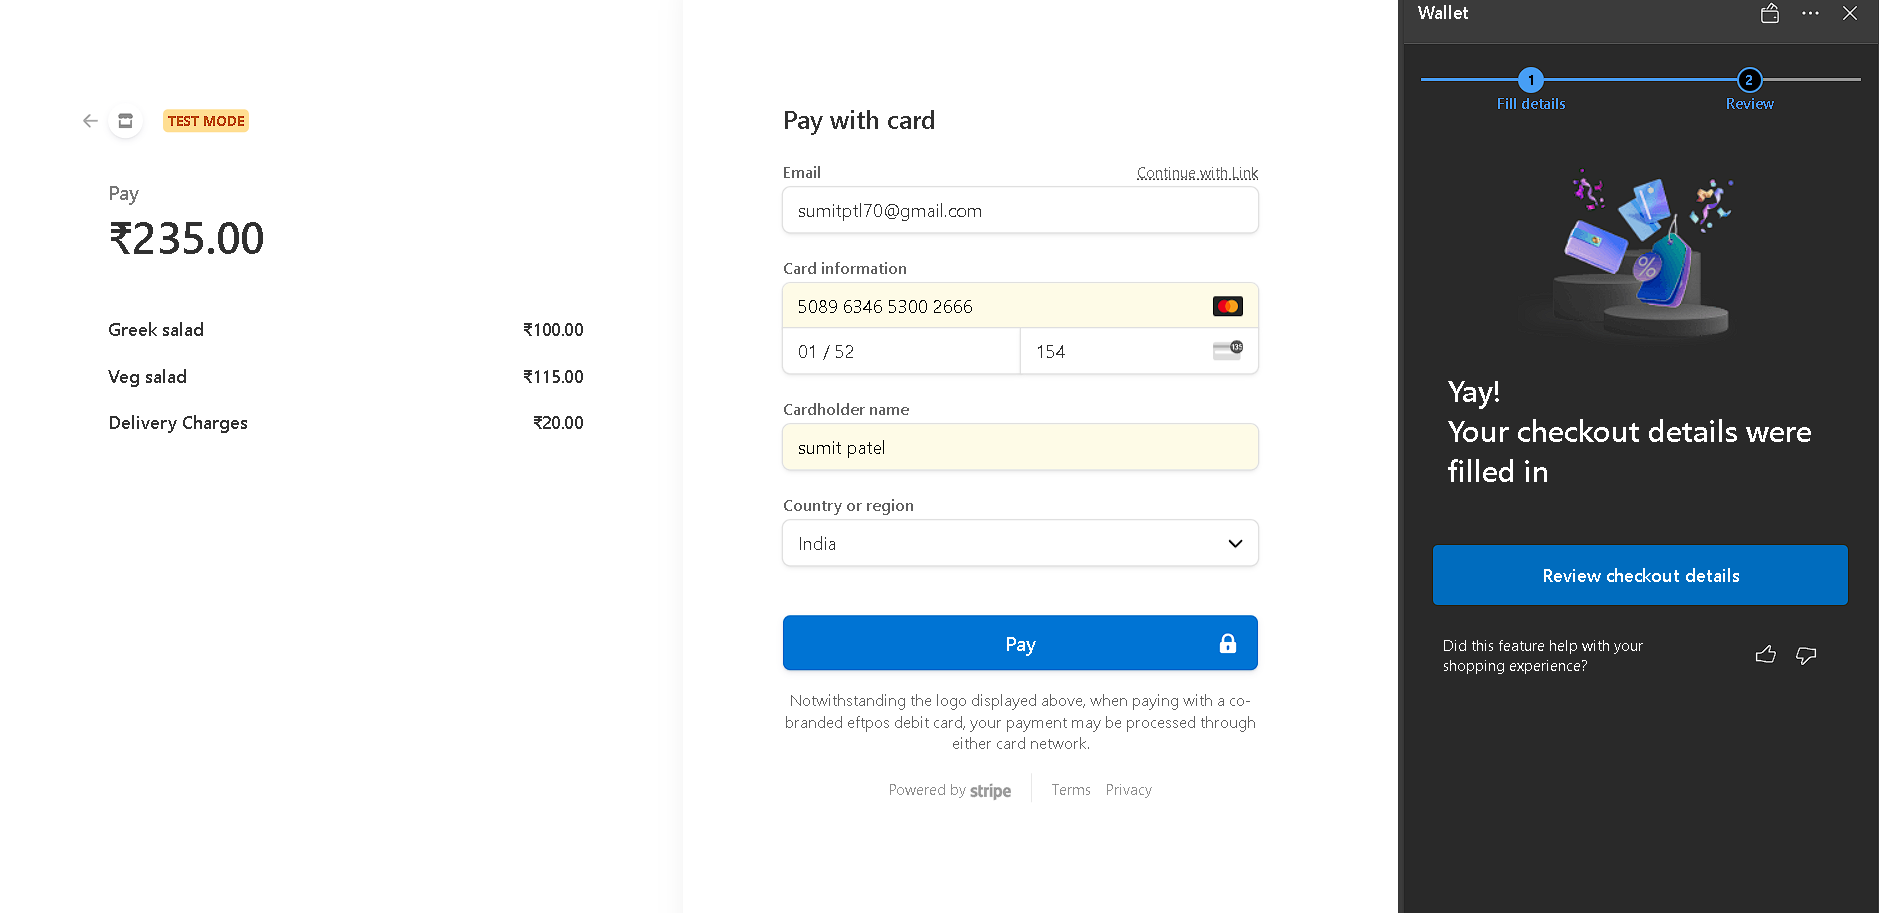 TEST MODE
Pay
₹235.00
Greek salad ₹100.00
Veg salad ₹115.00
Delivery Charges ₹20.00
Pay with card
Email Continue with Link
sumitptl70@gmail.com
Card information
5089 6346 5300 2666
01 / 52 154 135
Cardholder name
sumit patel
Country or region
India
Pay
Notwithstanding the logo displayed above, when paying with a co-
branded eftpos debit card, your payment may be processed through
either card network.
Powered by stripe Terms Privacy
Wallet
1 2
Fill details Review
%
Yay!
Your checkout details were
filled in
Review checkout details
Did this feature help with your
shopping experience?